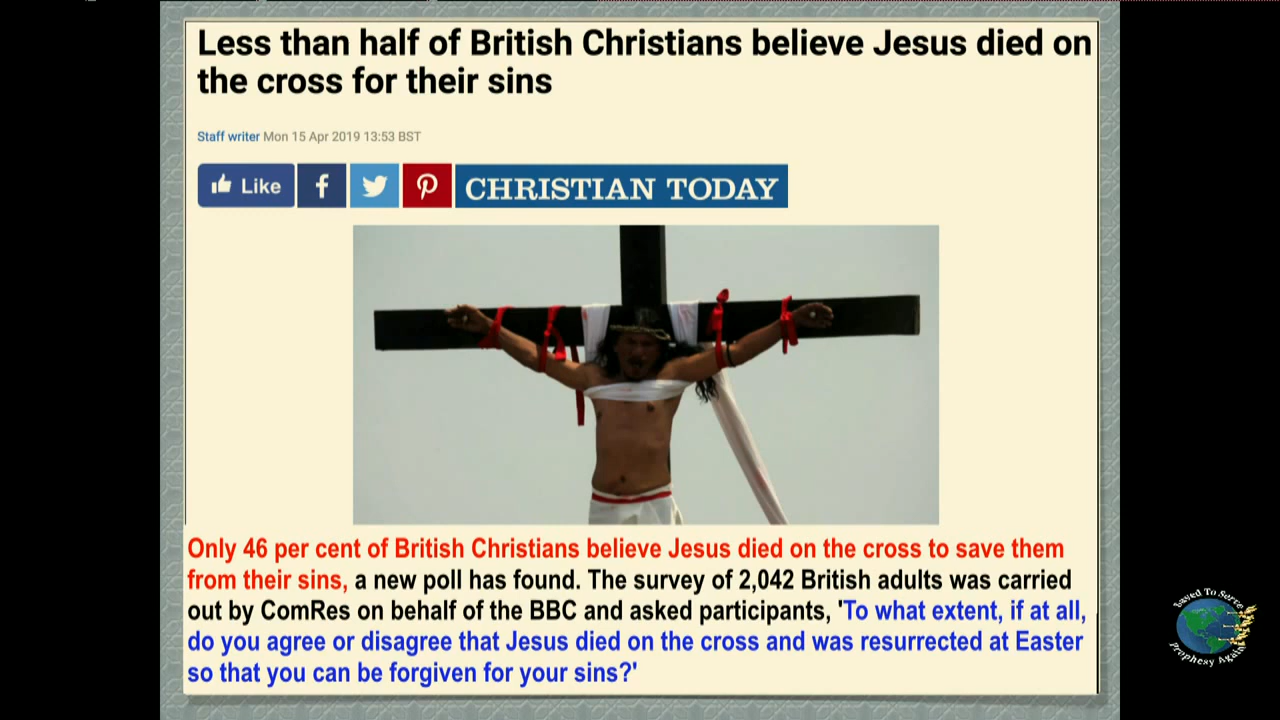 Less than half of British Christians believe Jesus died on
the cross for their sins
Staff writer Mon 15 Apr 2019 13:53 BST
Like
CHRISTIAN TODAY
Only 46 per cent of British Christians believe Jesus died on the cross to save them
from their sins, a new poll has found. The survey of 2,042 British adults was carried
out by ComRes on behalf of the BBC and asked participants, 'To what extent, if at all,
do you agree or disagree that Jesus died on the cross and was resurrected at Easter
so that you can be forgiven for your sins?'
To Serve
Prophesy Again